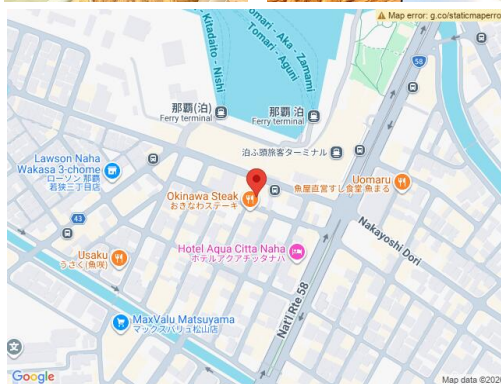 Map error: g.co/staticmaperro
Kitadaito - Nishi
Tomari - Aka - Zamami
Tomari - Aguni
58
那覇(泊)
Ferry terminal
那覇 泊
Ferry terminal
泊ふ頭旅客ターミナル
Lawson Naha
Wakasa 3-chome
ローソン 那覇
若狭三丁目店
Okinawa Steak
おきなわステーキ
Uomaru
魚屋直営すし食堂 魚まる
43
Nakayoshi Dori
Usaku
うさく(魚咲)
Hotel Aqua Citta Naha
ホテルアクアチッタナハ
Nat'l Rte 58
MaxValu Matsuyama
マックスバリュ松山店
文
58
Google
Map data ©202